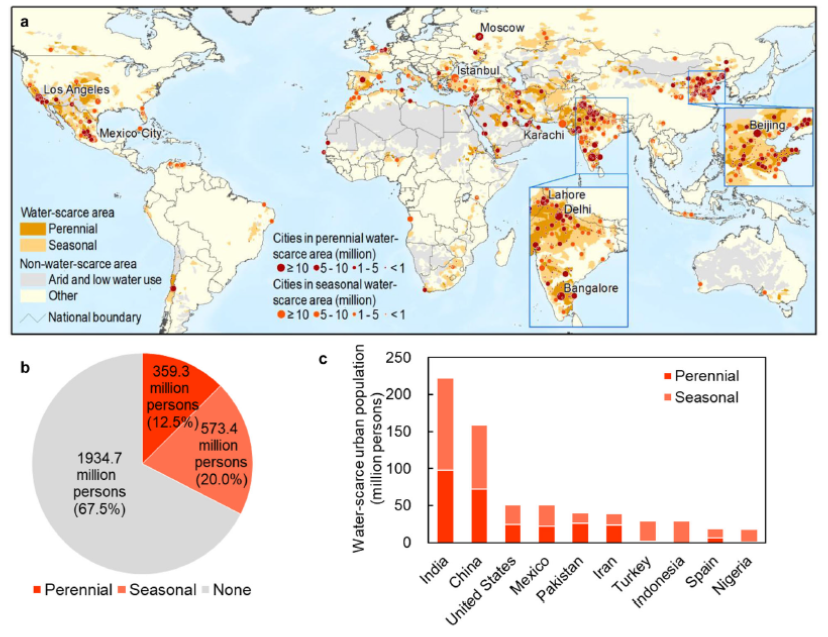 a
Moscow
Istanbul
Los Angeles
Mexico City
Karachi
Beijing
Lahore
Delhi
Bangalore
Water-scarce area
Perennial
Seasonal
Non-water-scarce area
Arid and low water use
Other
National boundary
Cities in perennial water-
scarce area (million)
≥10 5-10 1-5 <1
Cities in seasonal water-
scarce area (million)
≥10 5-10 1-5 <1
b
359.3
million
persons
(12.5%)
573.4
million
persons
(20.0%)
1934.7
million
persons
(67.5%)
Perennial Seasonal None
c
Water-scarce urban population
(million persons)
250
200
150
100
50
0
Perennial
Seasonal
India
China
United States
Mexico
Pakistan
Iran
Turkey
Indonesia
Spain
Nigeria